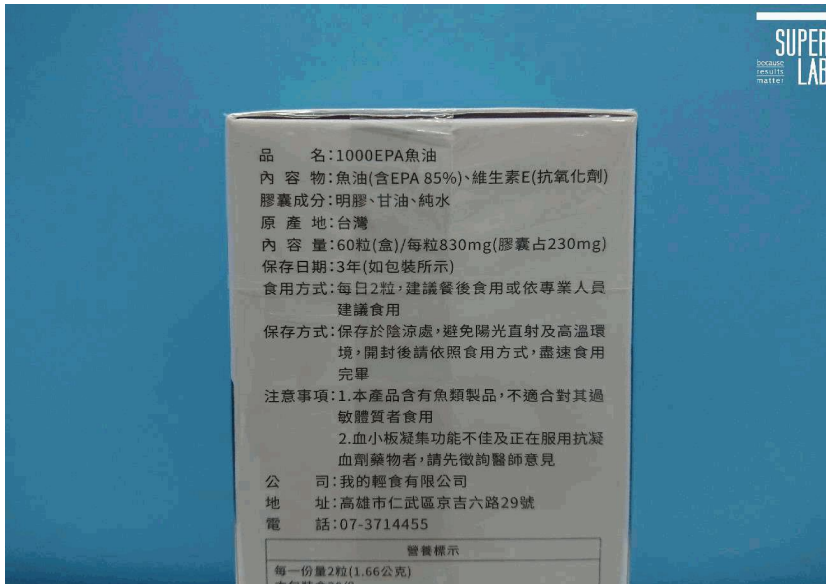 SUPER
LAB
because
results
matter
品名:1000EPA魚油
內容物:魚油(含EPA 85%)、維生素E(抗氧化劑)
膠囊成分:明膠、甘油、純水
原產地:台灣
內容量:60粒(盒)/每粒830mg(膠囊占230mg)
保存日期:3年(如包裝所示)
食用方式:每日2粒,建議餐後食用或依專業人員
建議食用
保存方式:保存於陰涼處,避免陽光直射及高溫環
境,開封後請依照食用方式,盡速食用
完畢
注意事項:1.本產品含有魚類製品,不適合對其過
敏體質者食用
2.血小板凝集功能不佳及正在服用抗凝
血劑藥物者,請先徵詢醫師意見
公司:我的輕食有限公司
地址:高雄市仁武區京吉六路29號
電話:07-3714455
營養標示
每一份量2粒(1.66公克)